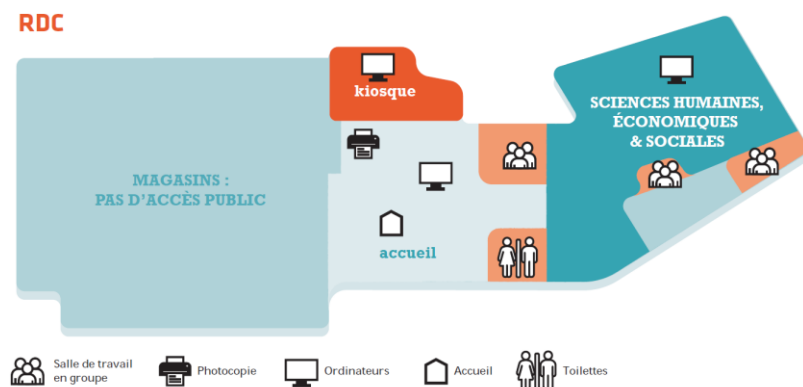 RDC
kiosque
SCIENCES HUMAINES,
ÉCONOMIQUES
& SOCIALES
MAGASINS :
PAS D'ACCÈS PUBLIC
accueil
Salle de travail
en groupe
Photocopie
Ordinateurs
Accueil
Toilettes